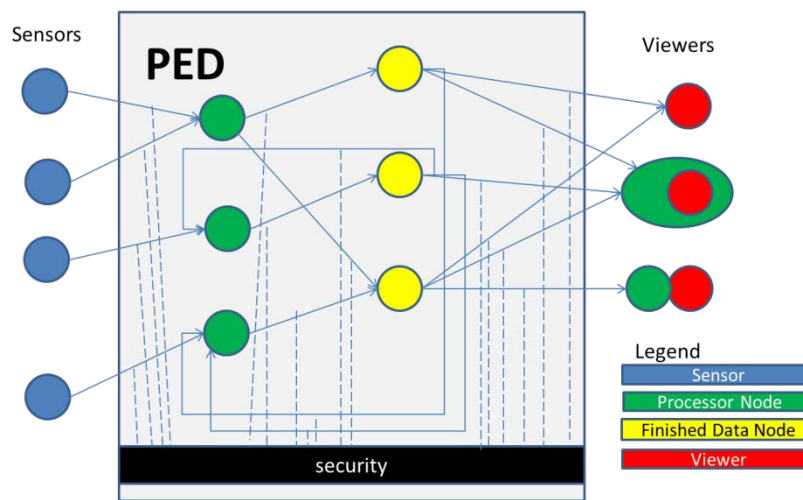 Sensors
PED
Viewers
Legend
Sensor
Processor Node
Finished Data Node
Viewer
security